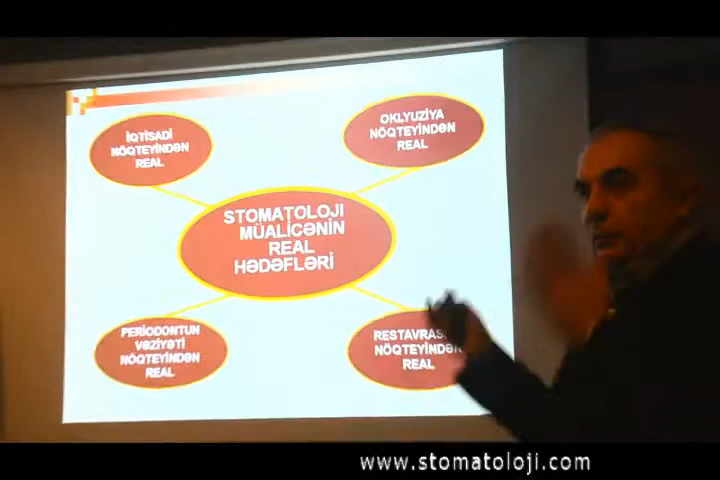 İQTİSADİ
NÖQTEYİNDƏN
REAL
OKLYUZİYA
NÖQTEYİNDƏN
REAL
STOMATOLOJI
MÜALİCƏNİN
REAL
HƏDƏFLƏRİ
PERİODONTUN
VƏZİYƏTİ
NÖQTEYİNDƏN
REAL
NÖQTEYİNDƏN
REAL
www.stomatoloji.com